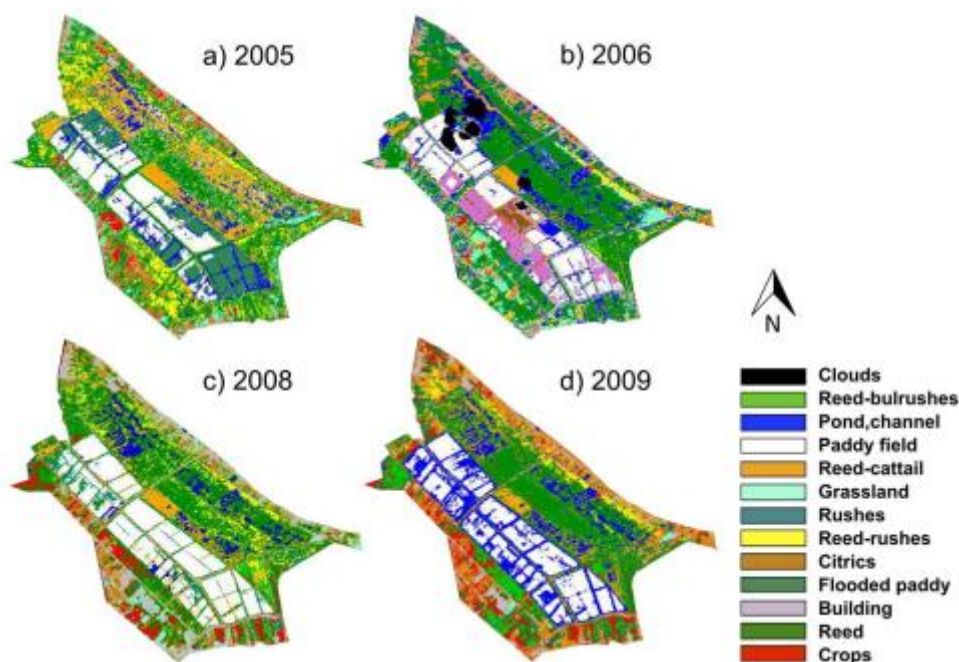 a) 2005
b) 2006
c) 2008
d) 2009
N
Clouds
Reed-bulrushes
Pond,channel
Paddy field
Reed-cattail
Grassland
Rushes
Reed-rushes
Citrics
Flooded paddy
Building
Reed
Crops